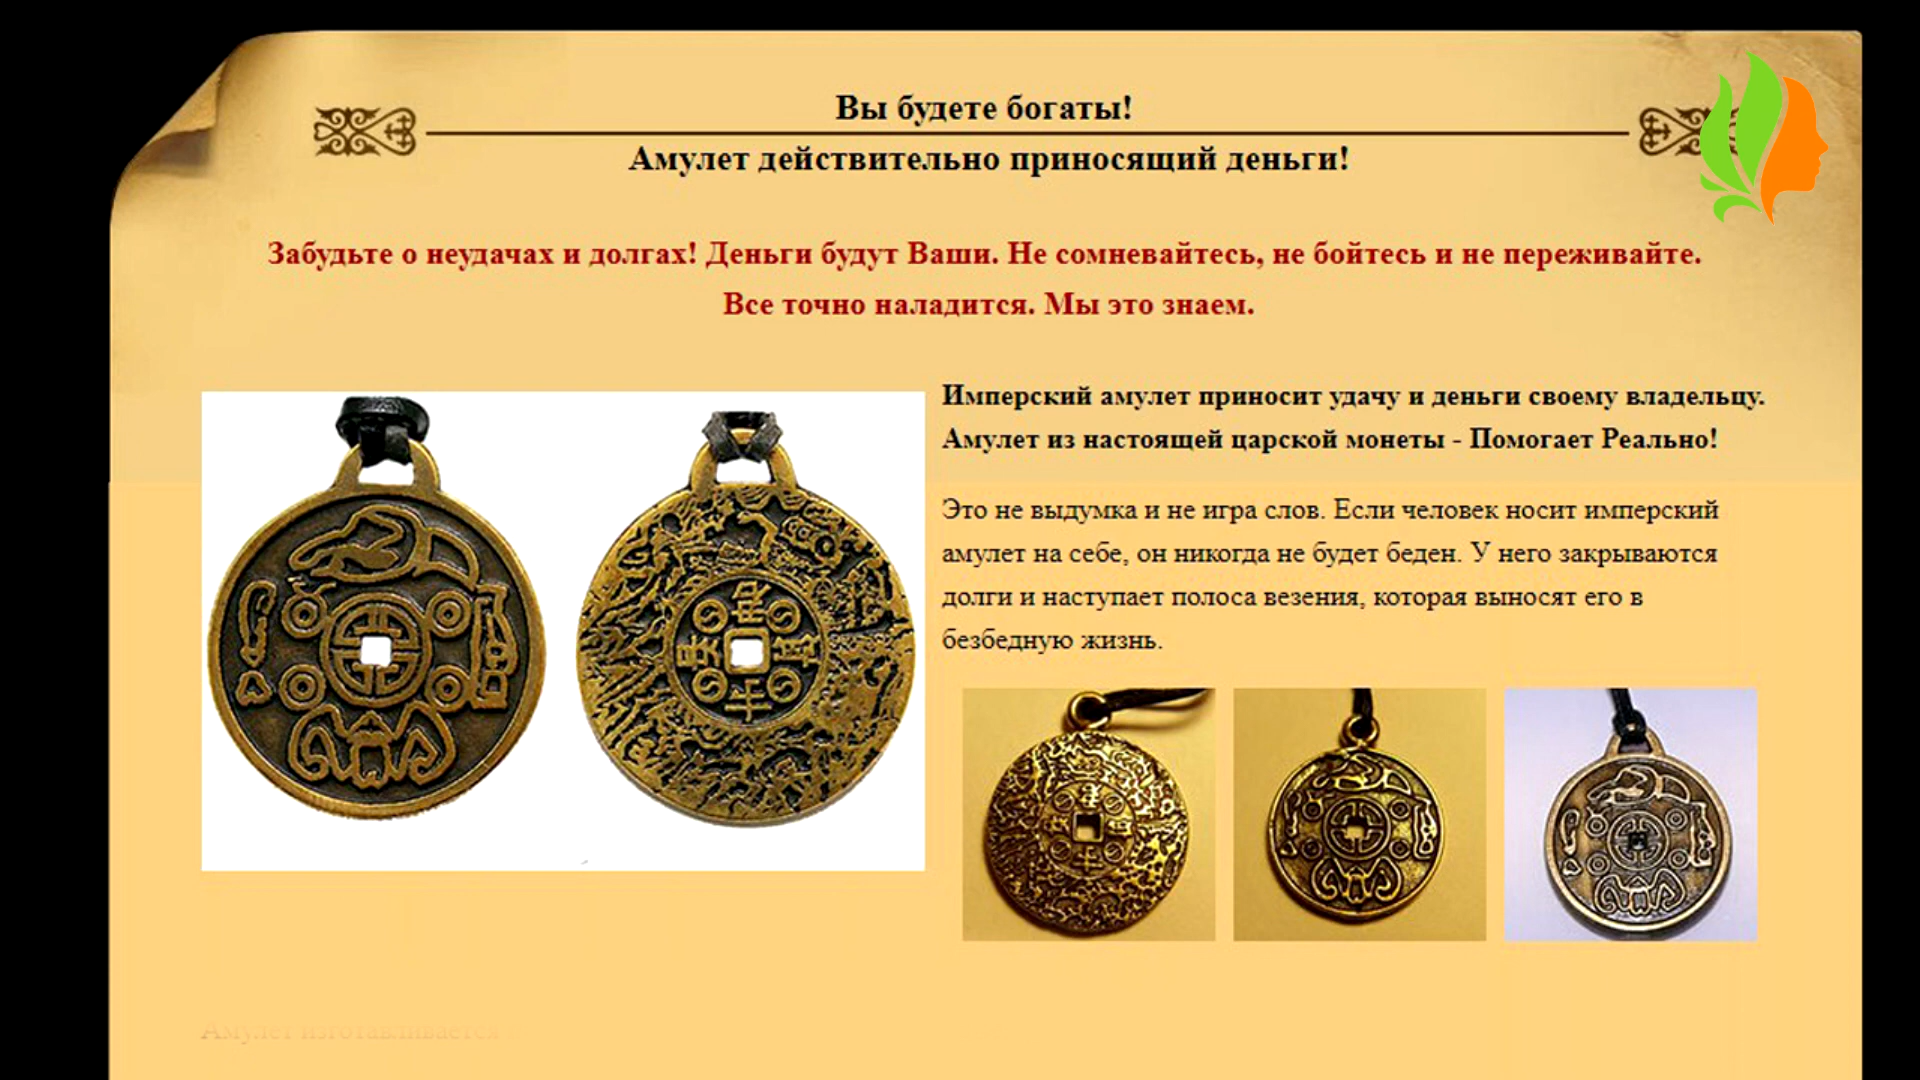 Вы будете богаты!
Амулет действительно приносящий деньги!
Забудьте о неудачах и долгах! Деньги будут Ваши. Не сомневайтесь, не бойтесь и не переживайте.
Все точно наладится. Мы это знаем.
Имперский амулет приносит удачу и деньги своему владельцу.
Амулет из настоящей царской монеты - Помогает Реально!
Это не выдумка и не игра слов. Если человек носит имперский
амулет на себе, он никогда не будет беден. У него закрываются
долги и наступает полоса везения, которая выносят его в
безбедную жизнь.
Амулет изготавливается